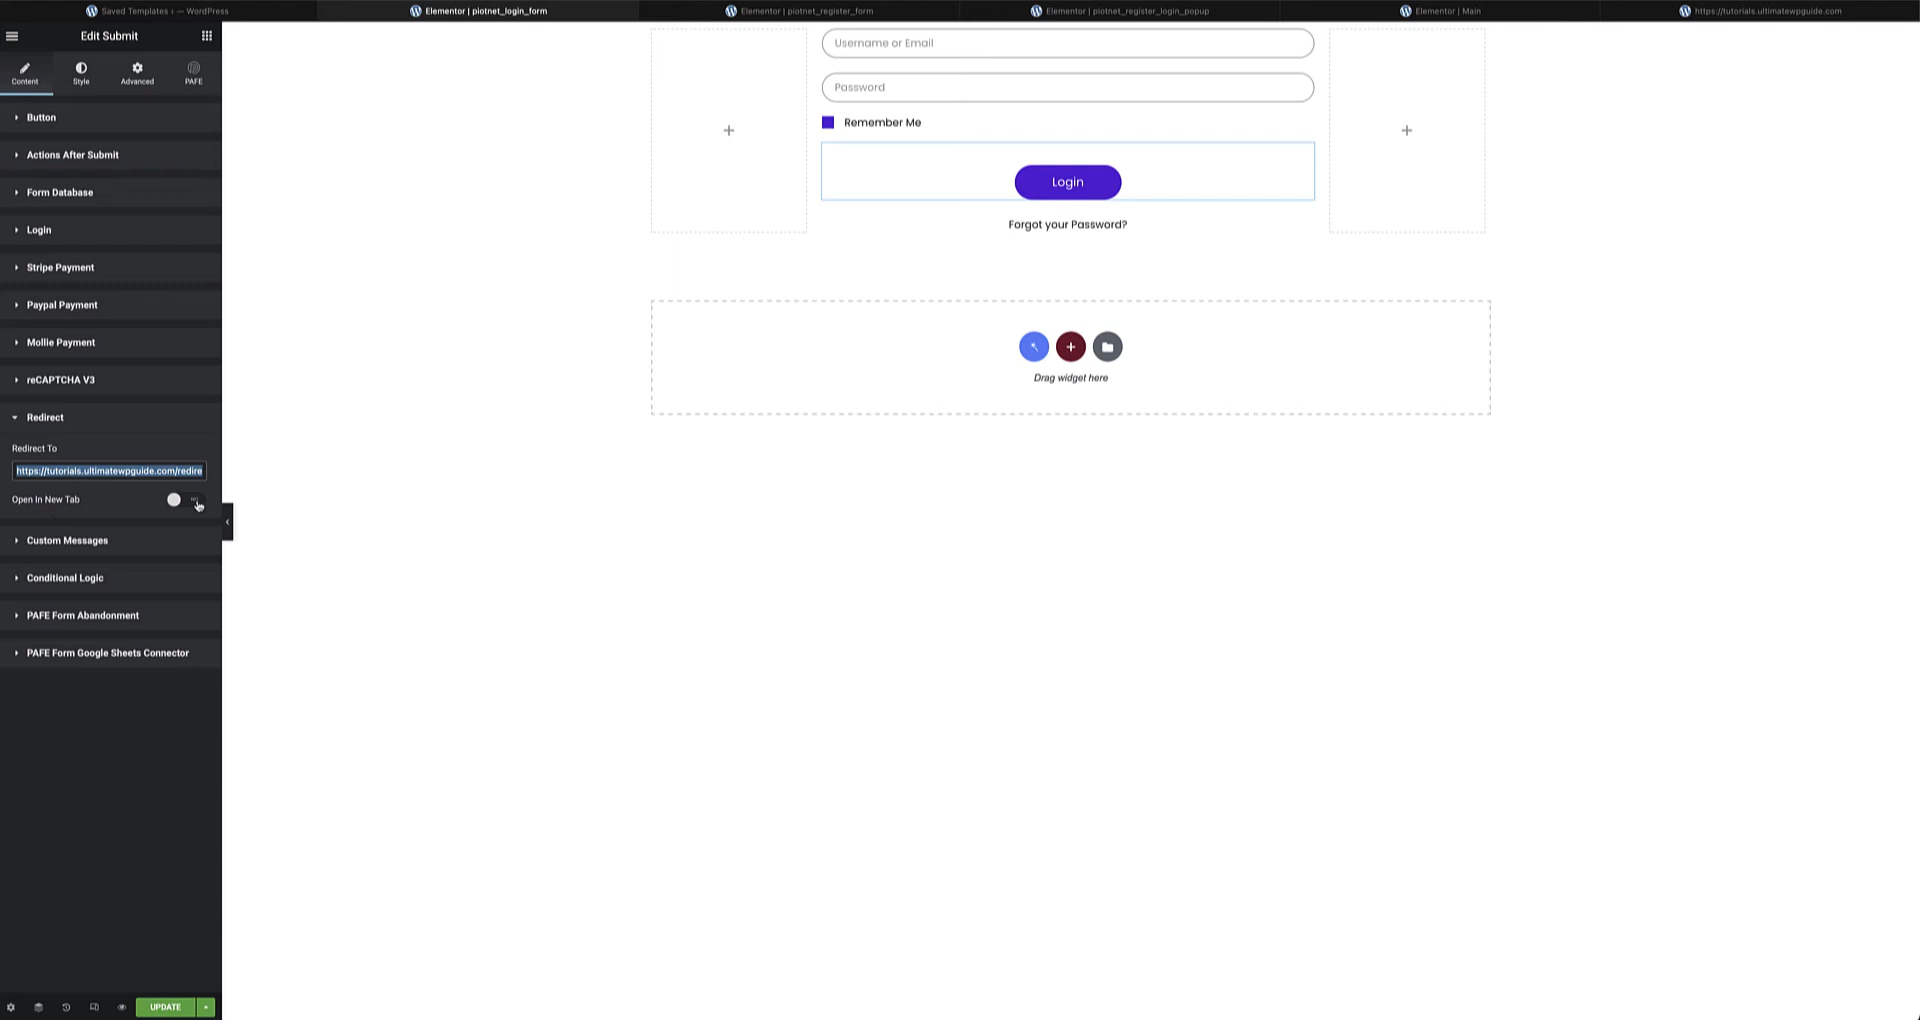 Saved Templates ‹ — WordPress
Elementor | piotnet_login_form
Elementor | piotnet_register_form
Elementor | piotnet_register_login_popup
Elementor | Main
https://tutorials.ultimatewpguide.com
Edit Submit
Content
Style
Advanced
PAFE
Button
Actions After Submit
Form Database
Login
Stripe Payment
Paypal Payment
Mollie Payment
reCAPTCHA V3
Redirect
Redirect To
https://tutorials.ultimatewpguide.com/redire
Open In New Tab
NO
Custom Messages
Conditional Logic
PAFE Form Abandonment
PAFE Form Google Sheets Connector
UPDATE
Username or Email
Password
Remember Me
Login
Forgot your Password?
Drag widget here